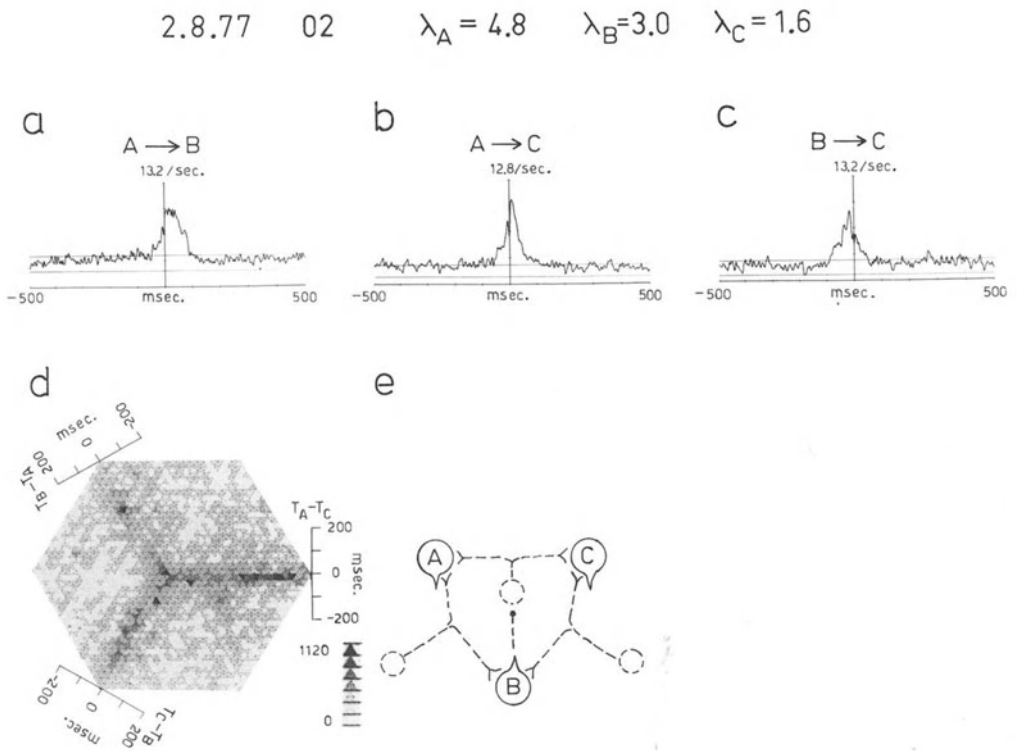 2.8.77 02 λA = 4.8 λB=3.0 λC = 1.6
a
A → B
13.2/sec.
-500 msec. 500
b
A → C
12.8/sec.
-500 msec. 500
c
B → C
13.2/sec.
-500 msec. 500
d
TB-TA
msec.
200 0 -200
TA-TC
200
0
-200
msec.
TC-TB
msec.
-200 0 200
1120
0
e
A
C
B